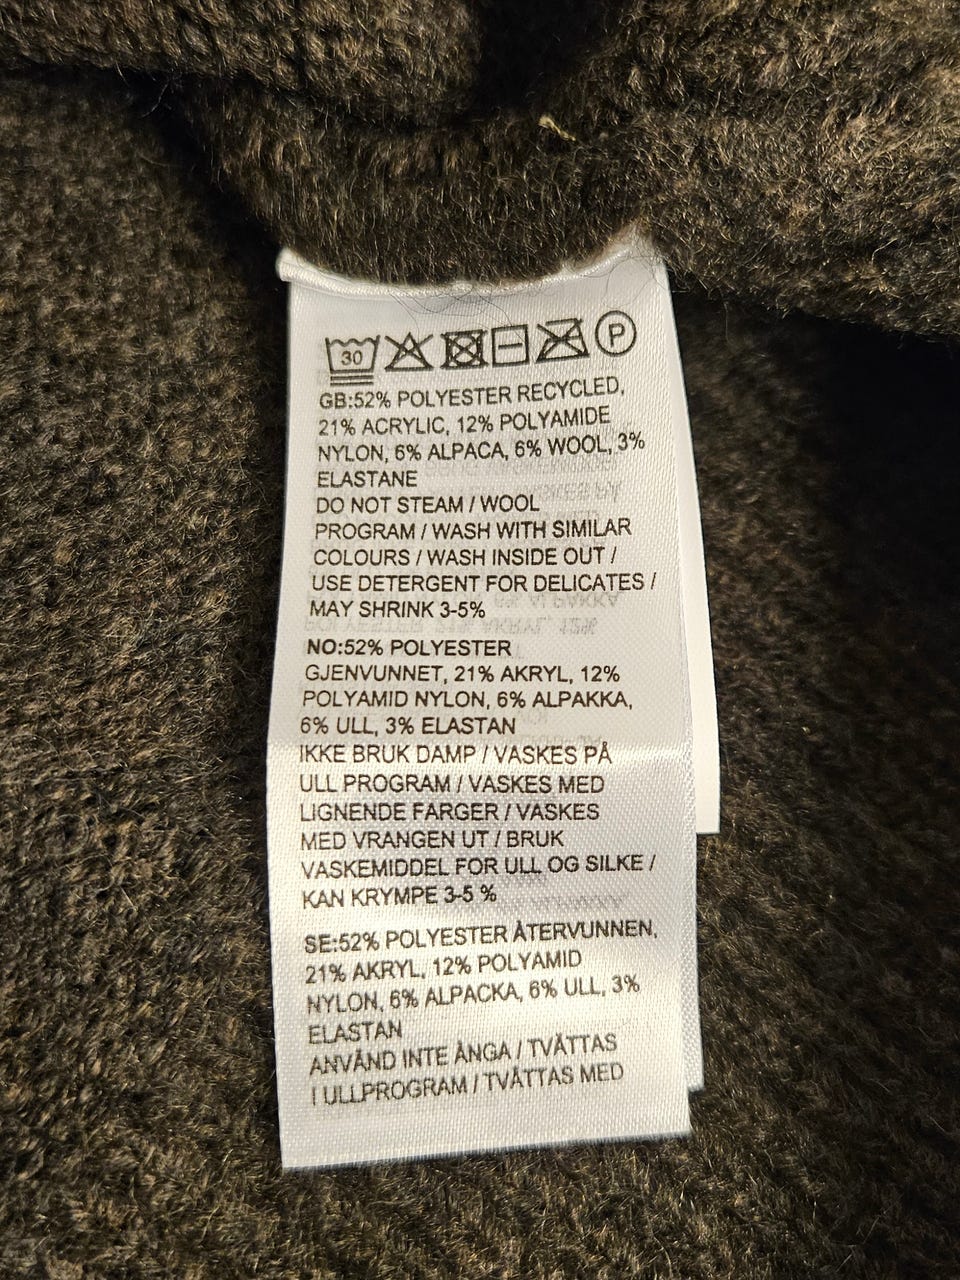 30 P
GB:52% POLYESTER RECYCLED,
21% ACRYLIC, 12% POLYAMIDE
NYLON, 6% ALPACA, 6% WOOL, 3%
ELASTANE
DO NOT STEAM / WOOL
PROGRAM / WASH WITH SIMILAR
COLOURS / WASH INSIDE OUT /
USE DETERGENT FOR DELICATES /
MAY SHRINK 3-5%
NO:52% POLYESTER
GJENVUNNET, 21% AKRYL, 12%
POLYAMID NYLON, 6% ALPAKKA,
6% ULL, 3% ELASTAN
IKKE BRUK DAMP / VASKES PÅ
ULL PROGRAM / VASKES MED
LIGNENDE FARGER / VASKES
MED VRANGEN UT / BRUK
VASKEMIDDEL FOR ULL OG SILKE /
KAN KRYMPE 3-5 %
SE:52% POLYESTER ÅTERVUNNEN,
21% AKRYL, 12% POLYAMID
NYLON, 6% ALPACKA, 6% ULL, 3%
ELASTAN
ANVÄND INTE ÅNGA / TVÄTTAS
I ULLPROGRAM / TVÄTTAS MED